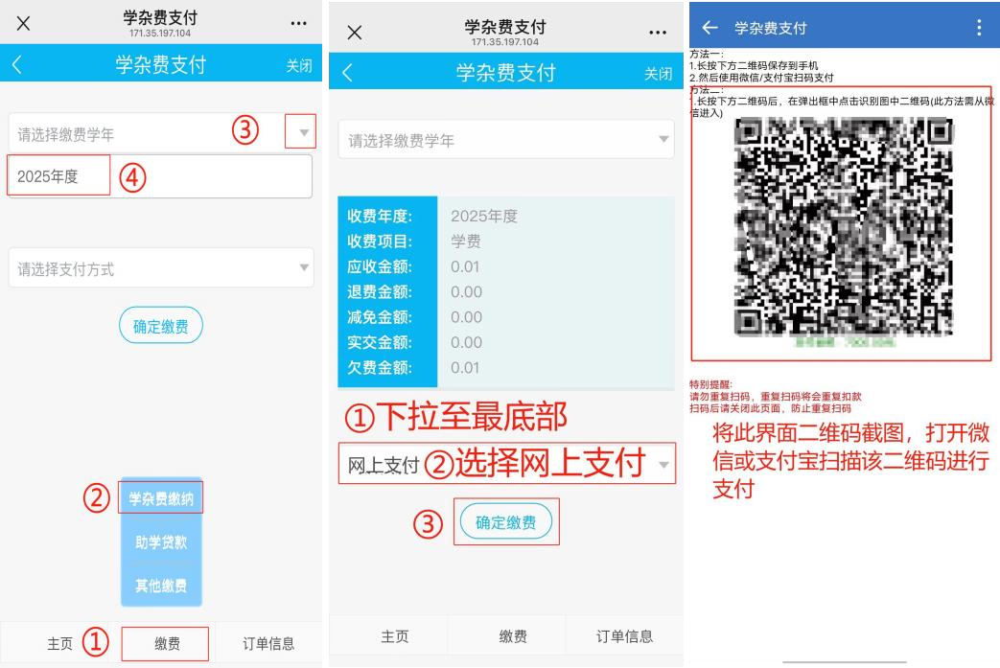 学杂费支付
171.35.197.104
学杂费支付
关闭
请选择缴费学年
③
2025年度
④
请选择支付方式
确定缴费
②
学杂费缴纳
助学贷款
其他缴费
主页
①
缴费
订单信息
学杂费支付
171.35.197.104
学杂费支付
关闭
请选择缴费学年
收费年度: 2025年度
收费项目: 学费
应收金额: 0.01
退费金额: 0.00
减免金额: 0.00
实交金额: 0.00
欠费金额: 0.01
①下拉至最底部
网上支付 ②选择网上支付
③ 确定缴费
主页
缴费
订单信息
学杂费支付
方法一:
1.长按下方二维码保存到手机
2.然后使用微信/支付宝扫码支付
方法二:
1.长按下方二维码后，在弹出框中点击识别图中二维码(此方法需从微
信进入)
特别提醒:
请勿重复扫码，重复扫码将会重复扣款
扫码后请关闭此页面，防止重复扫码
将此界面二维码截图，打开微
信或支付宝扫描该二维码进行
支付